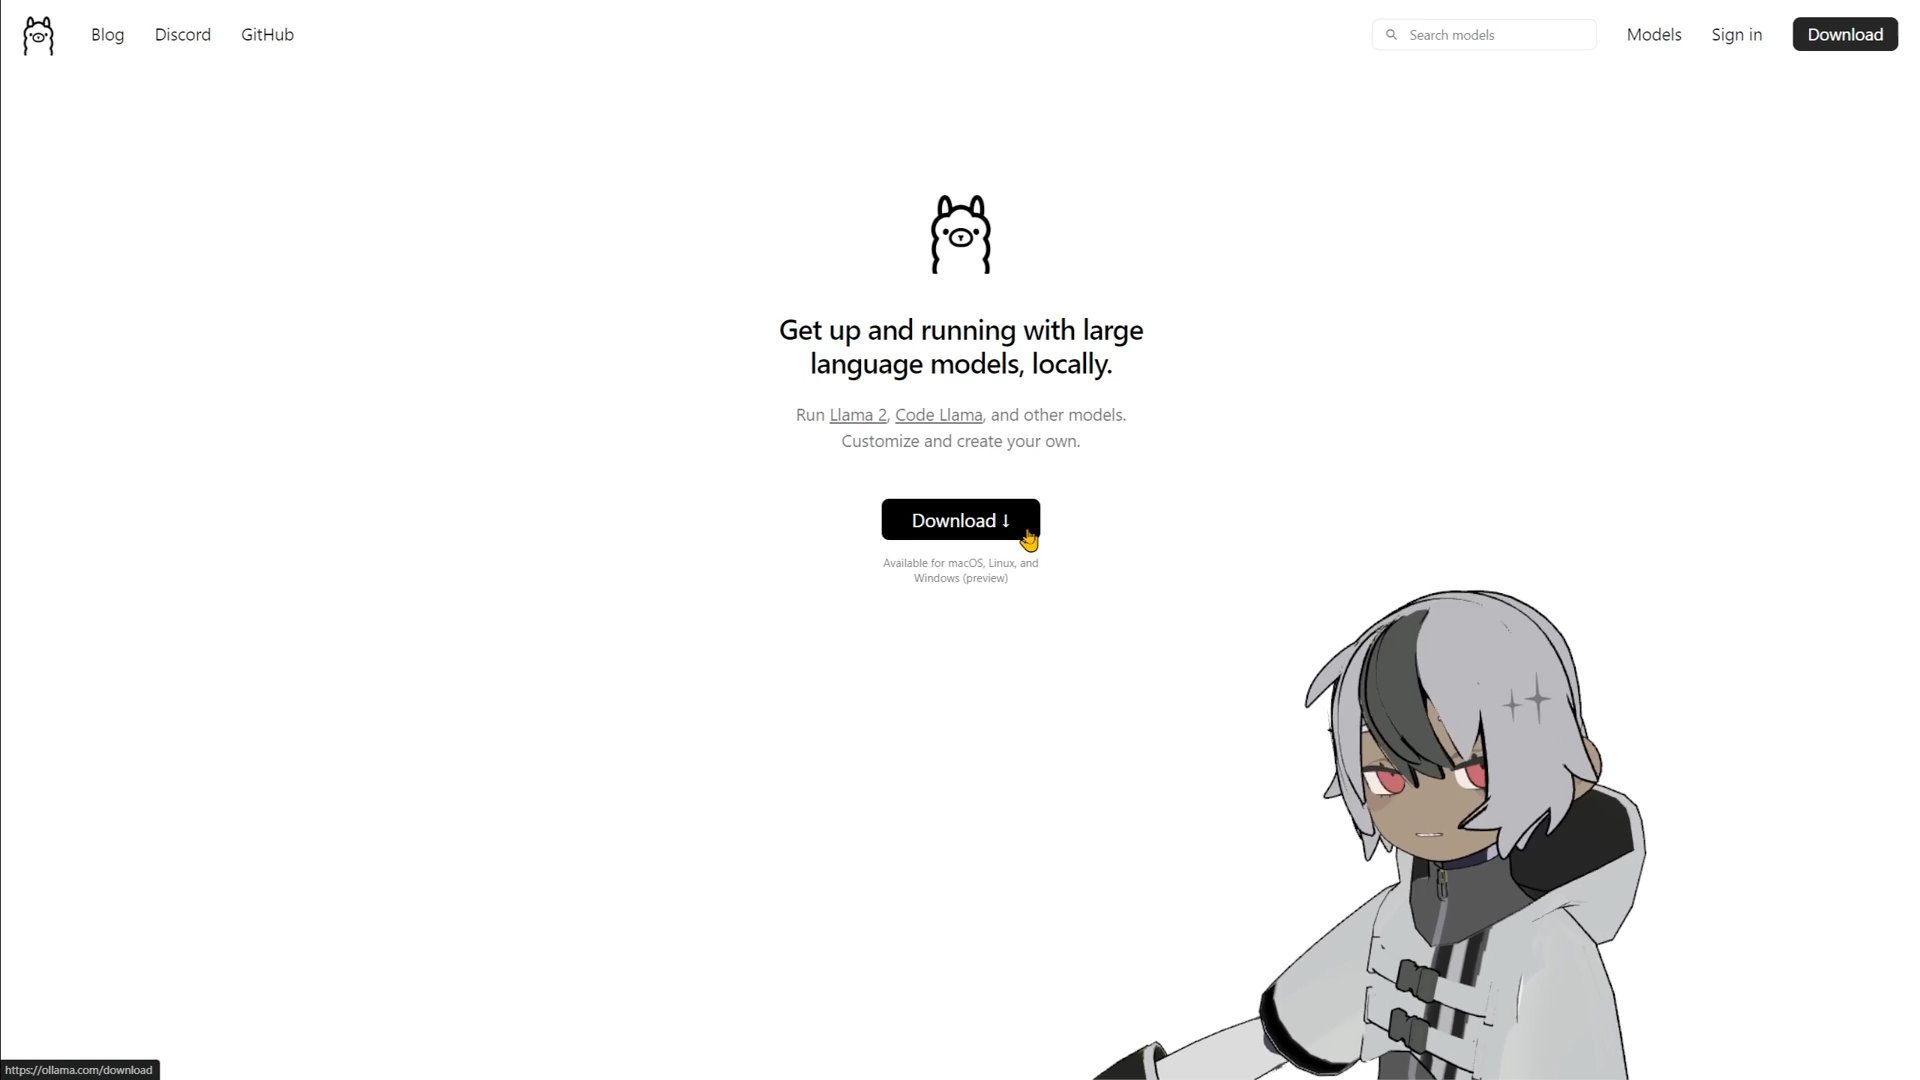 Blog
Discord
GitHub
Search models
Models
Sign in
Download
Get up and running with large
language models, locally.
Run Llama 2, Code Llama, and other models.
Customize and create your own.
Download ↓
Available for macOS, Linux, and
Windows (preview)
https://ollama.com/download